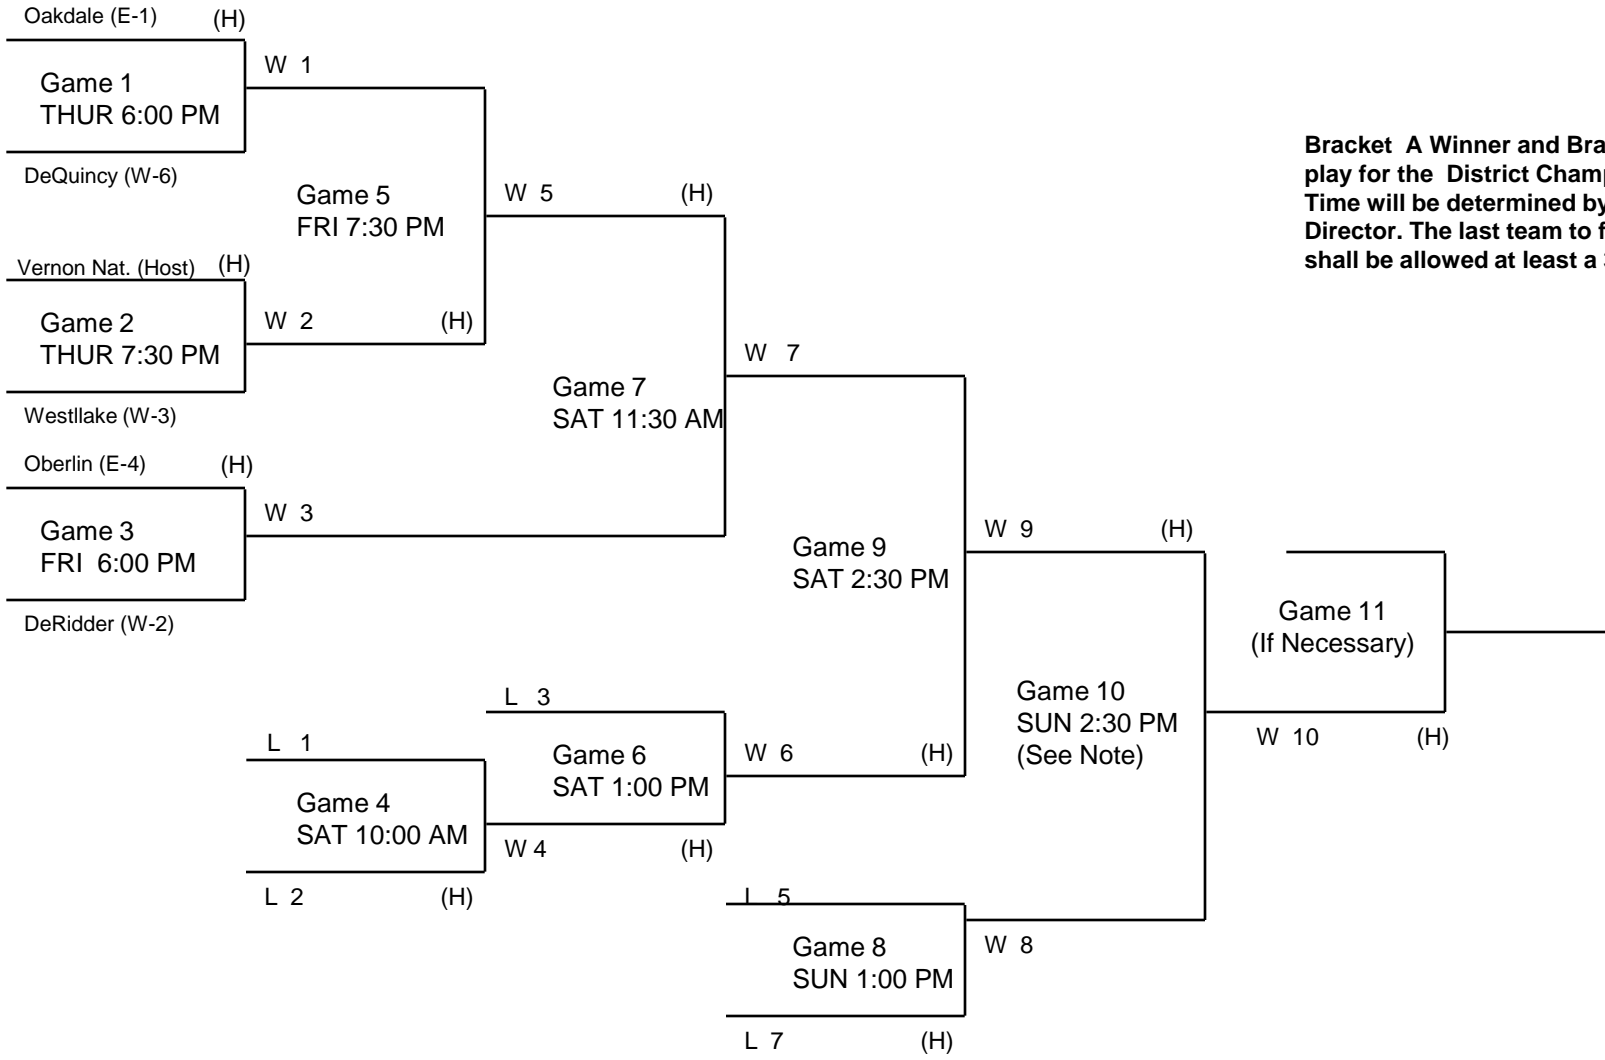 Oakdale (E-1) (H)
W 1
Game 1
THUR 6:00 PM
DeQuincy (W-6)
Game 5
FRI 7:30 PM
W 5 (H)
Vernon Nat. (Host) (H)
Game 2
THUR 7:30 PM
W 2 (H)
Westllake (W-3)
W 7
Game 7
SAT 11:30 AM
Oberlin (E-4) (H)
W 3
Game 3
FRI 6:00 PM
DeRidder (W-2)
Game 9
SAT 2:30 PM
W 9 (H)
Game 11
(If Necessary)
L 3
Game 10
SUN 2:30 PM
(See Note)
L 1
Game 6
SAT 1:00 PM
W 6 (H)
W 10 (H)
Game 4
SAT 10:00 AM
W 4 (H)
L 2 (H)
L 5
Game 8
SUN 1:00 PM
W 8
L 7 (H)
Bracket A Winner and
play for the District
Time will be determined by
Director. The last team to
shall be allowed at least a